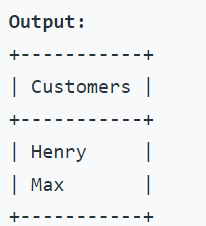 Output:
+-----------+
| Customers |
+-----------+
| Henry     |
| Max       |
+-----------+